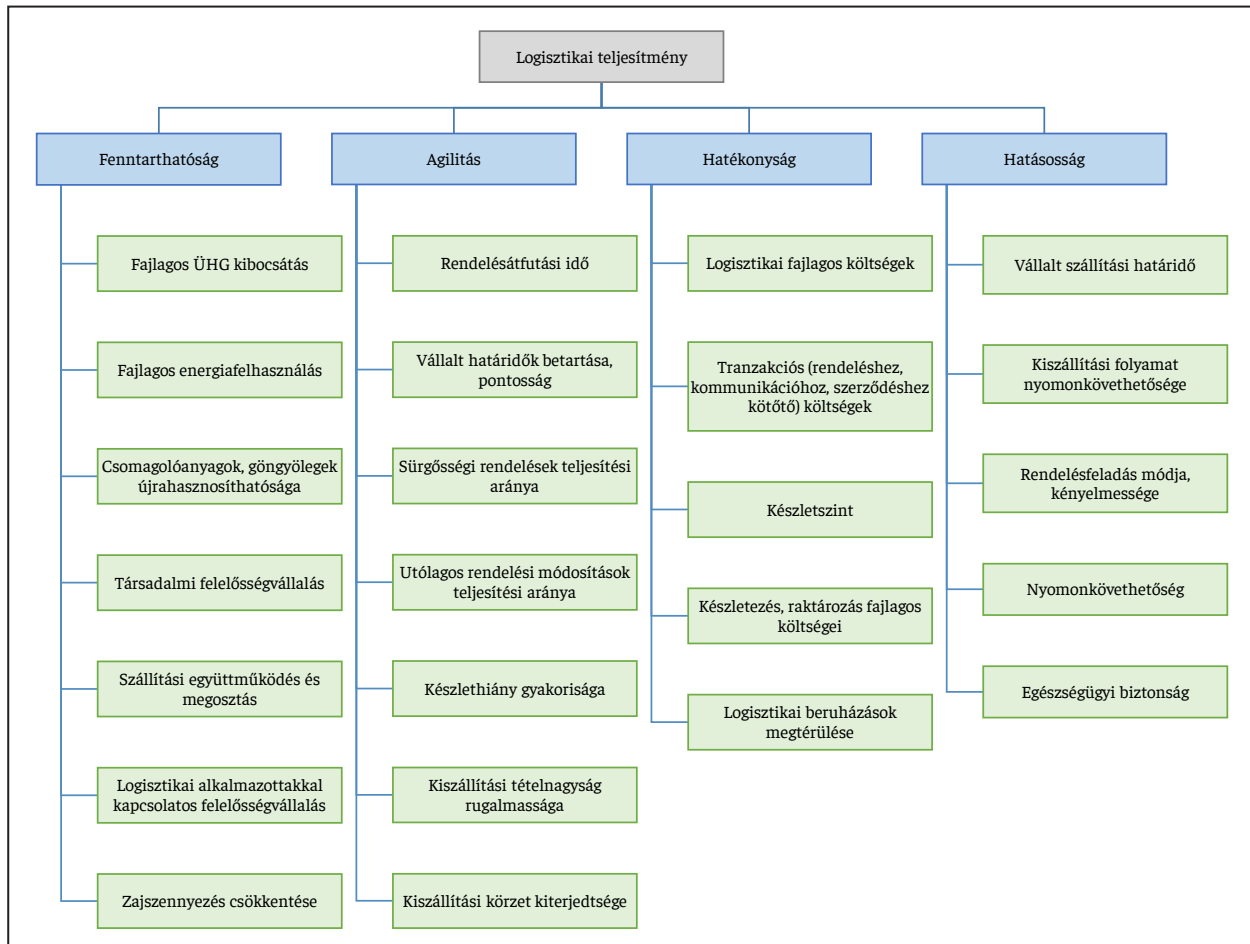 Logisztikai teljesítmény
Fenntarthatóság
Agilitás
Hatékonyság
Hatásosság
Fajlagos ÜHG kibocsátás
Fajlagos energiafelhasználás
Csomagolóanyagok, göngyölegek
újrahasznosíthatósága
Társadalmi felelősségvállalás
Szállítási együttműködés és
megosztás
Logisztikai alkalmazottakkal
kapcsolatos felelősségvállalás
Zajszennyezés csökkentése
Rendelésátfutási idő
Vállalt határidők betartása,
pontosság
Sürgősségi rendelések teljesítési
aránya
Utólagos rendelési módosítások
teljesítési aránya
Készlethiány gyakorisága
Kiszállítási tételnagyság
rugalmassága
Kiszállítási körzet kiterjedtsége
Logisztikai fajlagos költségek
Tranzakciós (rendeléshez,
kommunikációhoz, szerződéshez
kötőtő) költségek
Készletszint
Készletezés, raktározás fajlagos
költségei
Logisztikai beruházások
megtérülése
Vállalt szállítási határidő
Kiszállítási folyamat
nyomonkövethetősége
Rendelésfeladás módja,
kényelmessége
Nyomonkövethetőség
Egészségügyi biztonság